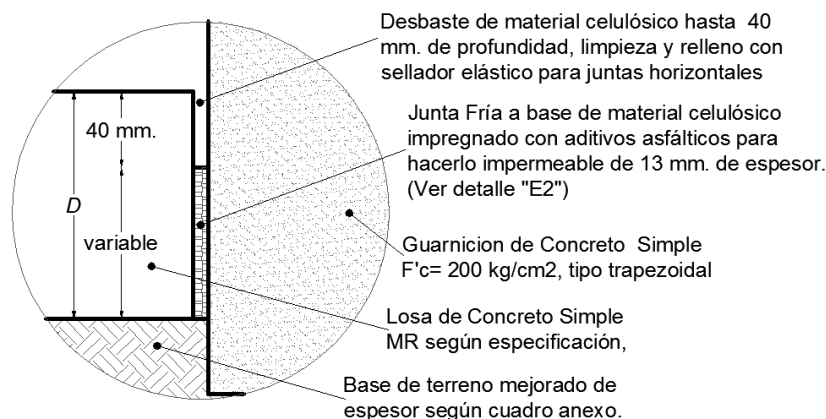 Desbaste de material celulósico hasta 40
mm. de profundidad, limpieza y relleno con
sellador elástico para juntas horizontales
Junta Fría a base de material celulósico
impregnado con aditivos asfálticos para
hacerlo impermeable de 13 mm. de espesor.
(Ver detalle "E2")
40 mm.
D
variable
Guarnicion de Concreto Simple
F'c= 200 kg/cm2, tipo trapezoidal
Losa de Concreto Simple
MR según especificación,
Base de terreno mejorado de
espesor según cuadro anexo.